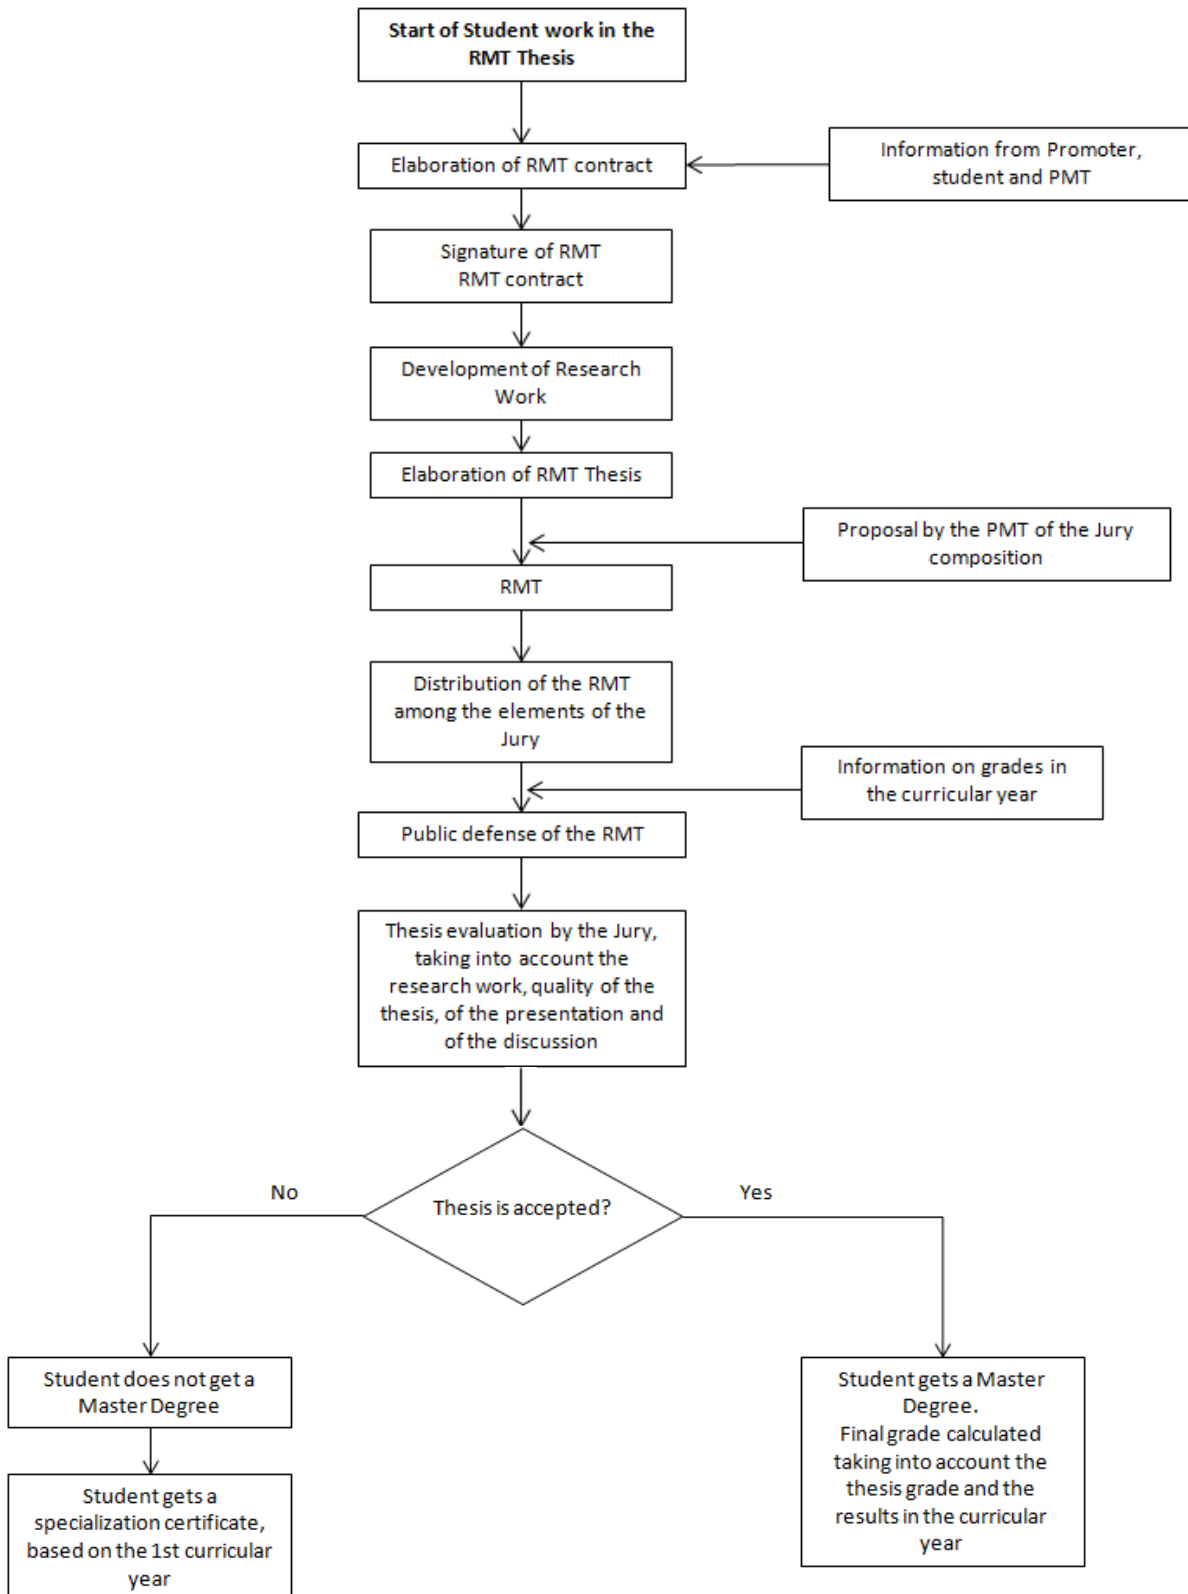 Start of Student work in the
RMT Thesis
Elaboration of RMT contract
Information from Promoter,
student and PMT
Signature of RMT
RMT contract
Development of Research
Work
Elaboration of RMT Thesis
Proposal by the PMT of the Jury
composition
RMT
Distribution of the RMT
among the elements of the
Jury
Information on grades in
the curricular year
Public defense of the RMT
Thesis evaluation by the Jury,
taking into account the
research work, quality of the
thesis, of the presentation and
of the discussion
No
Thesis is accepted?
Yes
Student does not get a
Master Degree
Student gets a
specialization certificate,
based on the 1st curricular
year
Student gets a Master
Degree.
Final grade calculated
taking into account the
thesis grade and the
results in the curricular
year